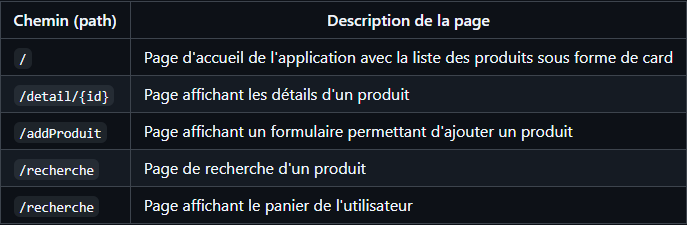 Chemin (path) Description de la page
/ Page d'accueil de l'application avec la liste des produits sous forme de card
/detail/{id} Page affichant les détails d'un produit
/addProduit Page affichant un formulaire permettant d'ajouter un produit
/recherche Page de recherche d'un produit
/recherche Page affichant le panier de l'utilisateur